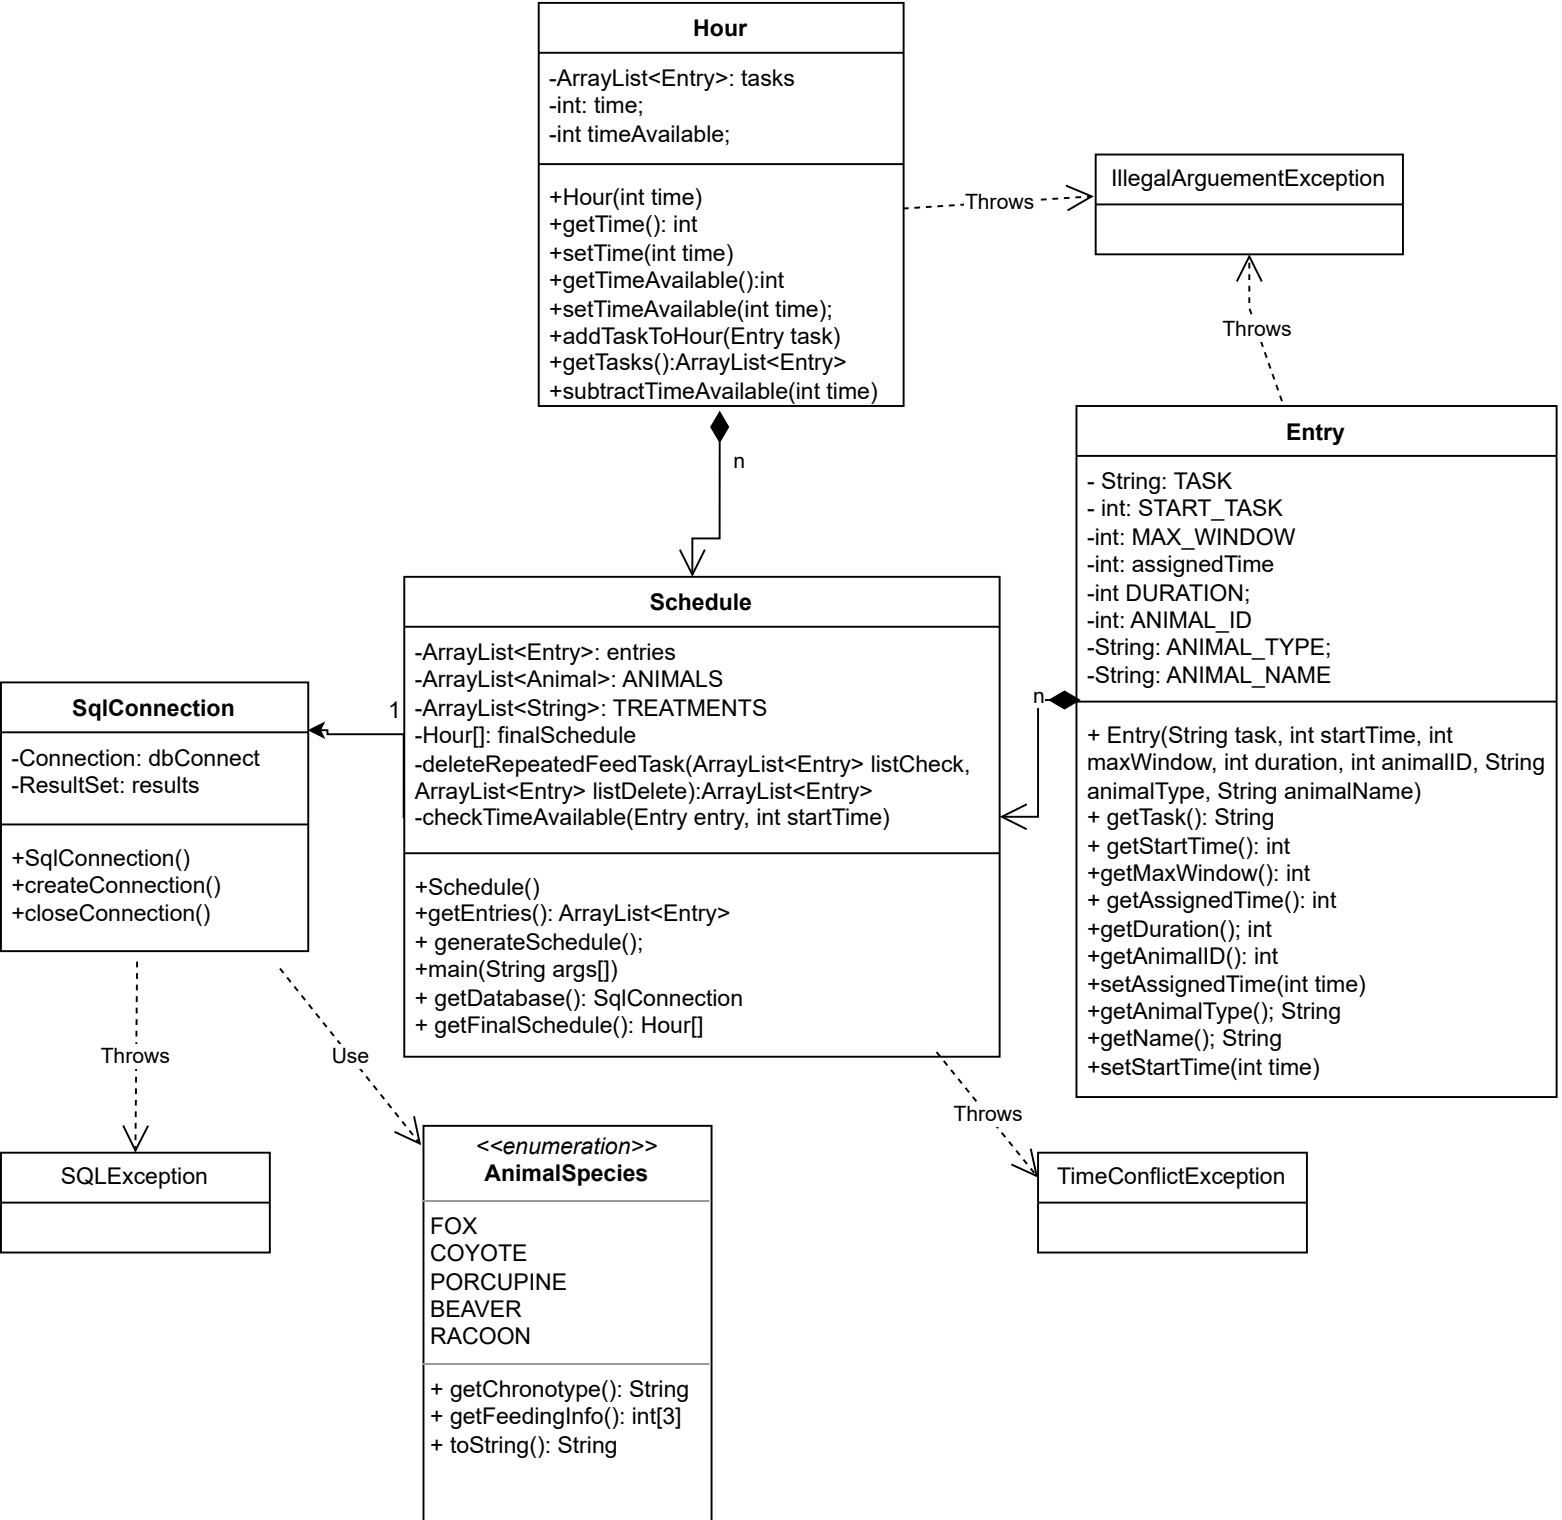 Hour
-ArrayList<Entry>: tasks
-int: time;
-int timeAvailable;
+Hour(int time)
+getTime(): int
+setTime(int time)
+getTimeAvailable():int
+setTimeAvailable(int time);
+addTaskToHour(Entry task)
+getTasks():ArrayList<Entry>
+subtractTimeAvailable(int time)
Throws
IllegalArguementException
Throws
n
Entry
- String: TASK
- int: START_TASK
-int: MAX_WINDOW
-int: assignedTime
-int DURATION;
-int: ANIMAL_ID
-String: ANIMAL_TYPE;
-String: ANIMAL_NAME
+ Entry(String task, int startTime, int
maxWindow, int duration, int animalID, String
animalType, String animalName)
+ getTask(): String
+ getStartTime(): int
+getMaxWindow(): int
+ getAssignedTime(): int
+getDuration(); int
+getAnimalID(): int
+setAssignedTime(int time)
+getAnimalType(); String
+getName(); String
+setStartTime(int time)
n
Schedule
-ArrayList<Entry>: entries
-ArrayList<Animal>: ANIMALS
-ArrayList<String>: TREATMENTS
-Hour[]: finalSchedule
-deleteRepeatedFeedTask(ArrayList<Entry> listCheck,
ArrayList<Entry> listDelete):ArrayList<Entry>
-checkTimeAvailable(Entry entry, int startTime)
+Schedule()
+getEntries(): ArrayList<Entry>
+ generateSchedule();
+main(String args[])
+ getDatabase(): SqlConnection
+ getFinalSchedule(): Hour[]
1
SqlConnection
-Connection: dbConnect
-ResultSet: results
+SqlConnection()
+createConnection()
+closeConnection()
Throws
Use
Throws
SQLException
<<enumeration>>
AnimalSpecies
FOX
COYOTE
PORCUPINE
BEAVER
RACOON
+ getChronotype(): String
+ getFeedingInfo(): int[3]
+ toString(): String
TimeConflictException